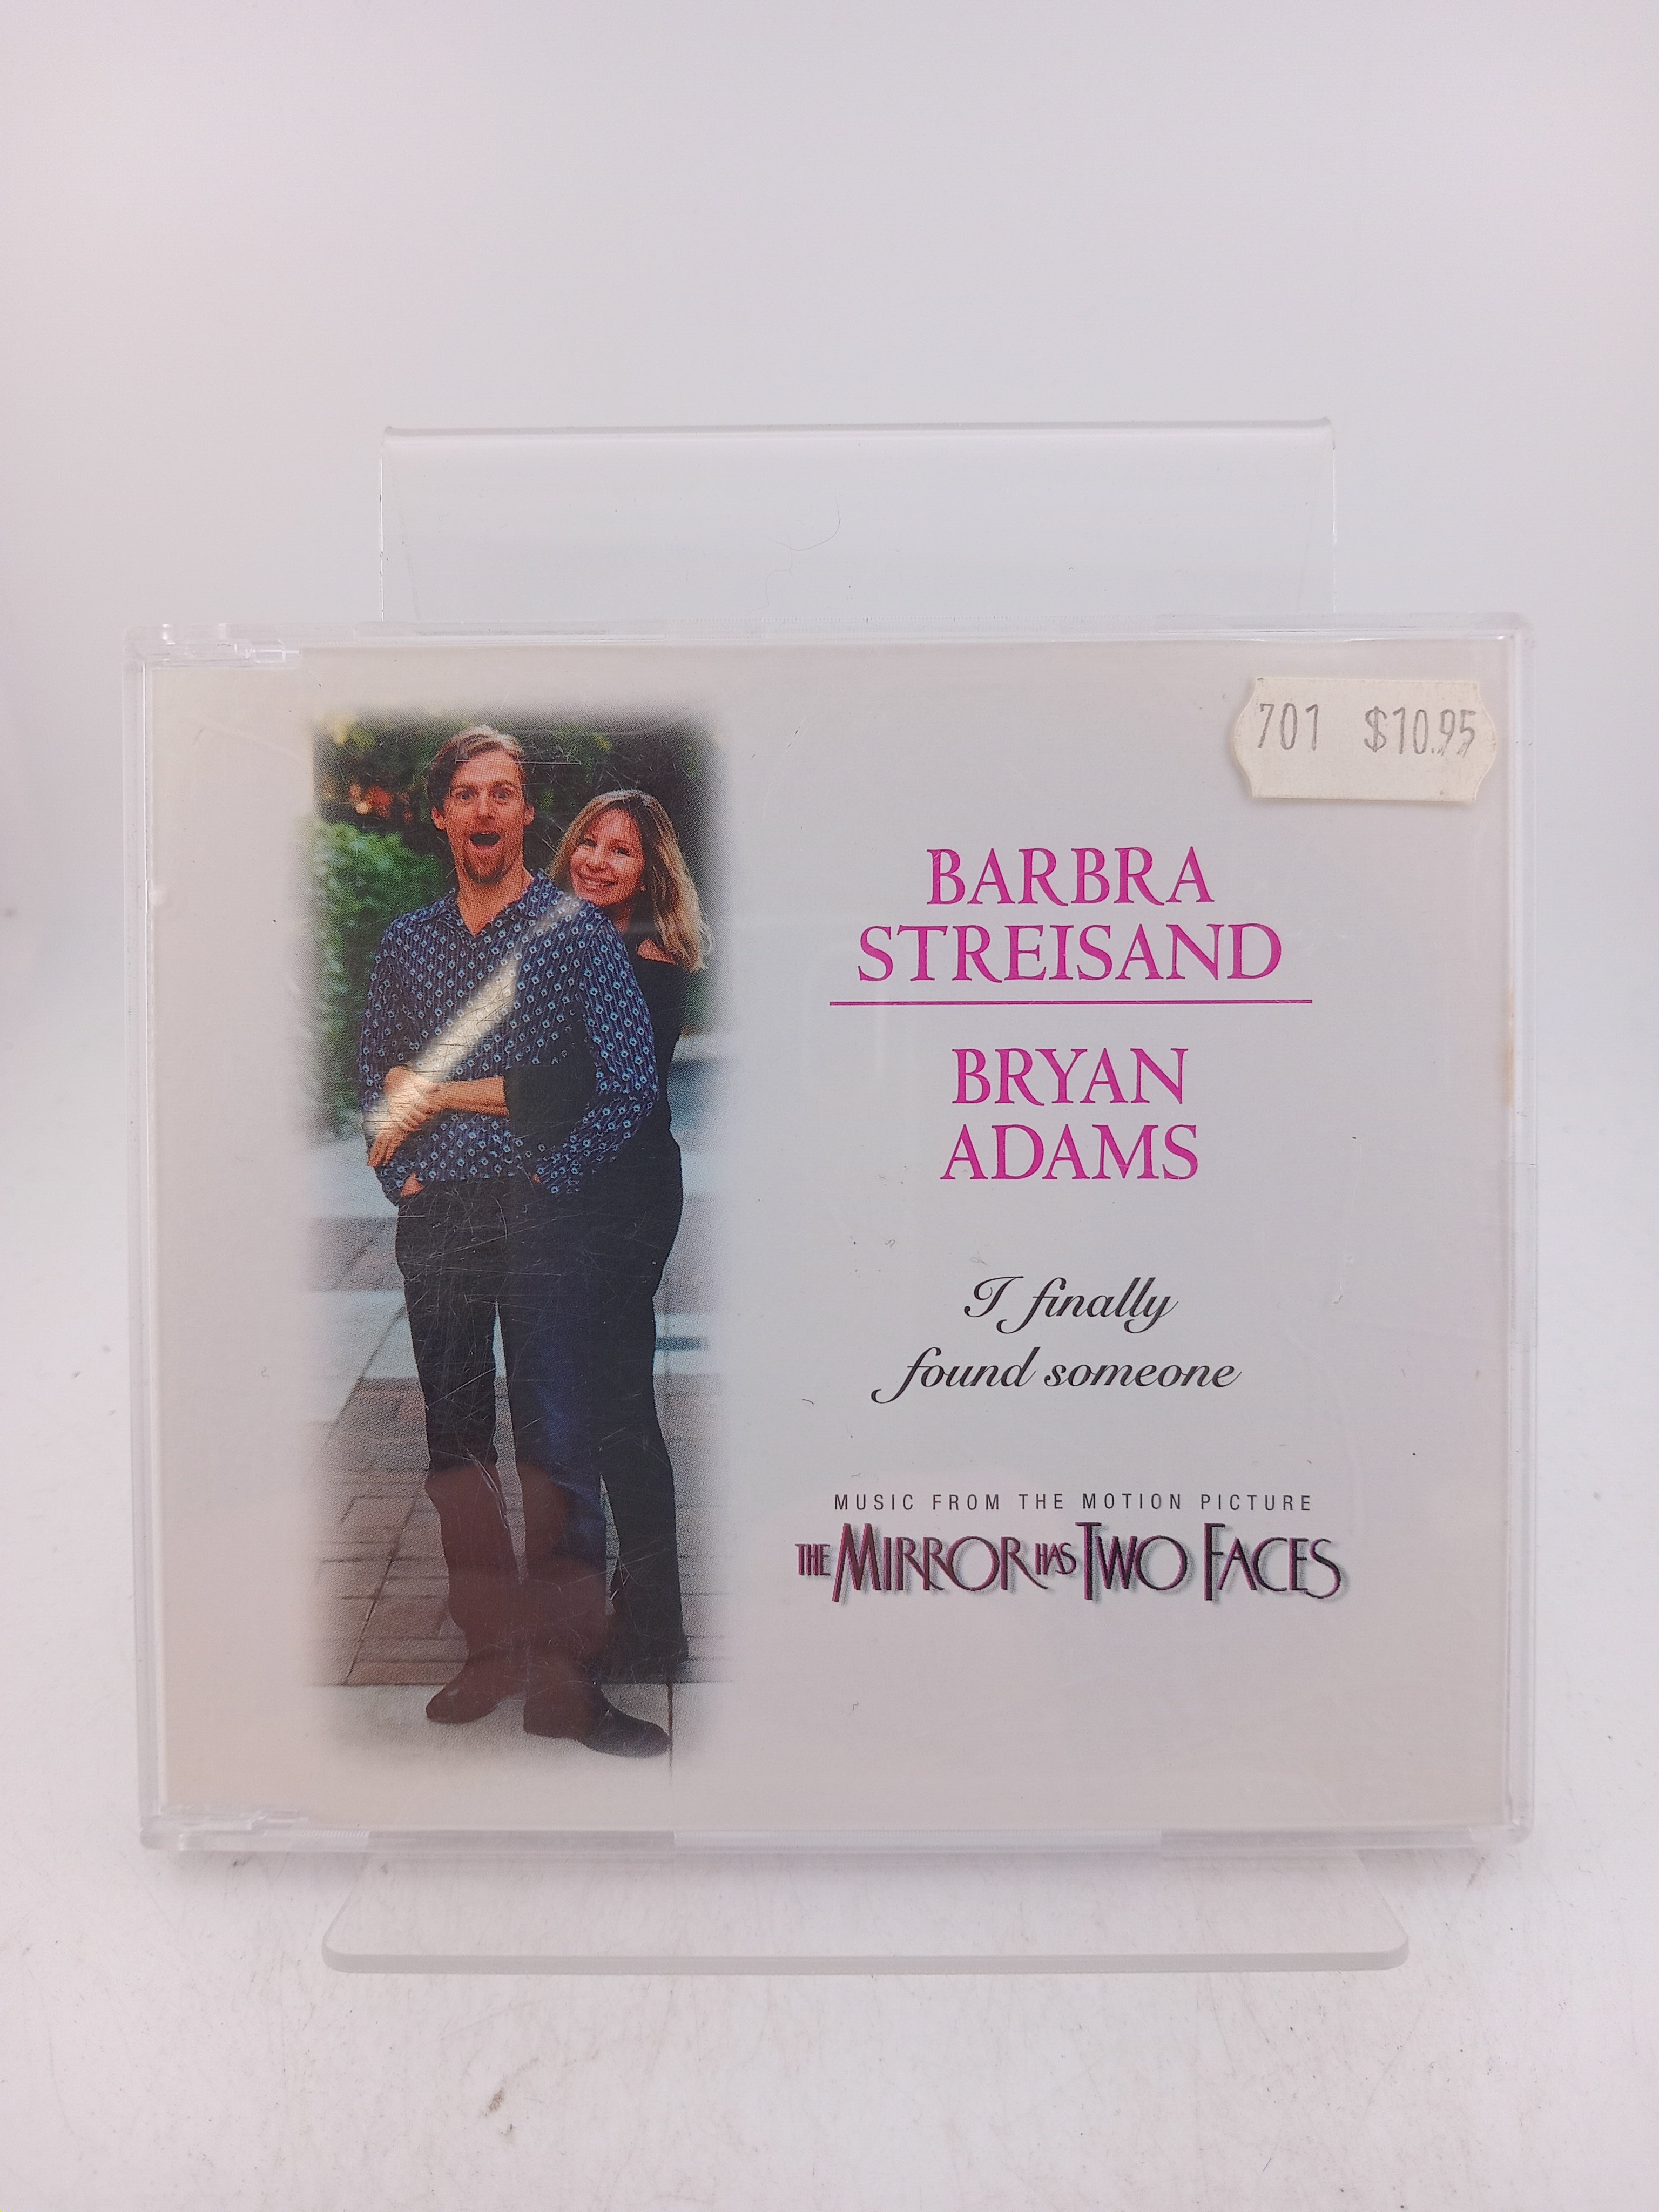 701 $10.95
BARBRA
STREISAND
BRYAN
ADAMS
I finally
found someone
MUSIC FROM THE MOTION PICTURE
THE MIRROR HAS TWO FACES